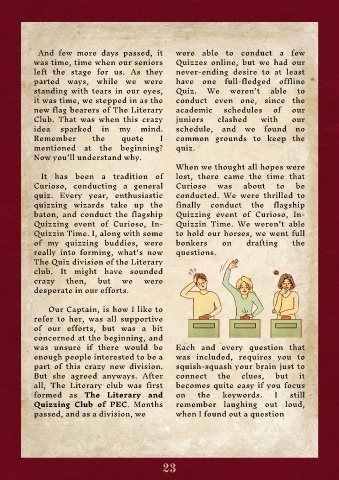 And few more days passed, it
was time, time when our seniors
left the stage for us. As they
parted ways, while we were
standing with tears in our eyes,
it was time, we stepped in as the
new flag bearers of The Literary
Club. That was when this crazy
idea sparked in my mind.
Remember the quote I
mentioned at the beginning?
Now you'll understand why.
It has been a tradition of
Curioso, conducting a general
quiz. Every year, enthusiastic
quizzing wizards take up the
baton, and conduct the flagship
Quizzing event of Curioso, In-
Quizzin Time. I, along with some
of my quizzing buddies, were
really into forming, what's now
The Quiz division of the Literary
club. It might have sounded
crazy then, but we were
desperate in our efforts.
Our Captain, is how I like to
refer to her, was all supportive
of our efforts, but was a bit
concerned at the beginning, and
was unsure if there would be
enough people interested to be a
part of this crazy new division.
But she agreed anyways. After
all, The Literary club was first
formed as The Literary and
Quizzing Club of PEC. Months
passed, and as a division, we
were able to conduct a few
Quizzes online, but we had our
never-ending desire to at least
have one full-fledged offline
Quiz. We weren't able to
conduct even one, since the
academic schedules of our
juniors clashed with our
schedule, and we found no
common grounds to keep the
quiz.
When we thought all hopes were
lost, there came the time that
Curioso was about to be
conducted. We were thrilled to
finally conduct the flagship
Quizzing event of Curioso, In-
Quizzin Time. We weren't able
to hold our horses, we went full
bonkers on drafting the
questions.
Each and every question that
was included, requires you to
squish-squash your brain just to
connect the clues, but it
becomes quite easy if you focus
on the keywords. I still
remember laughing out loud,
when I found out a question
23